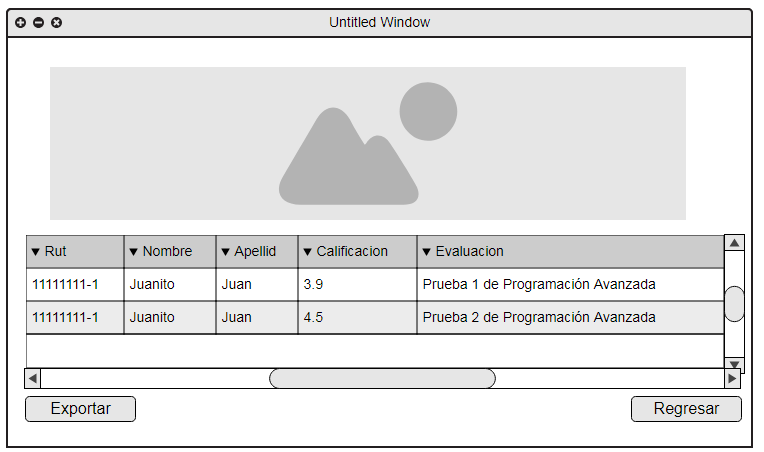 Untitled Window
Rut Nombre Apellid Calificacion Evaluacion
11111111-1 Juanito Juan 3.9 Prueba 1 de Programación Avanzada
11111111-1 Juanito Juan 4.5 Prueba 2 de Programación Avanzada
Exportar Regresar